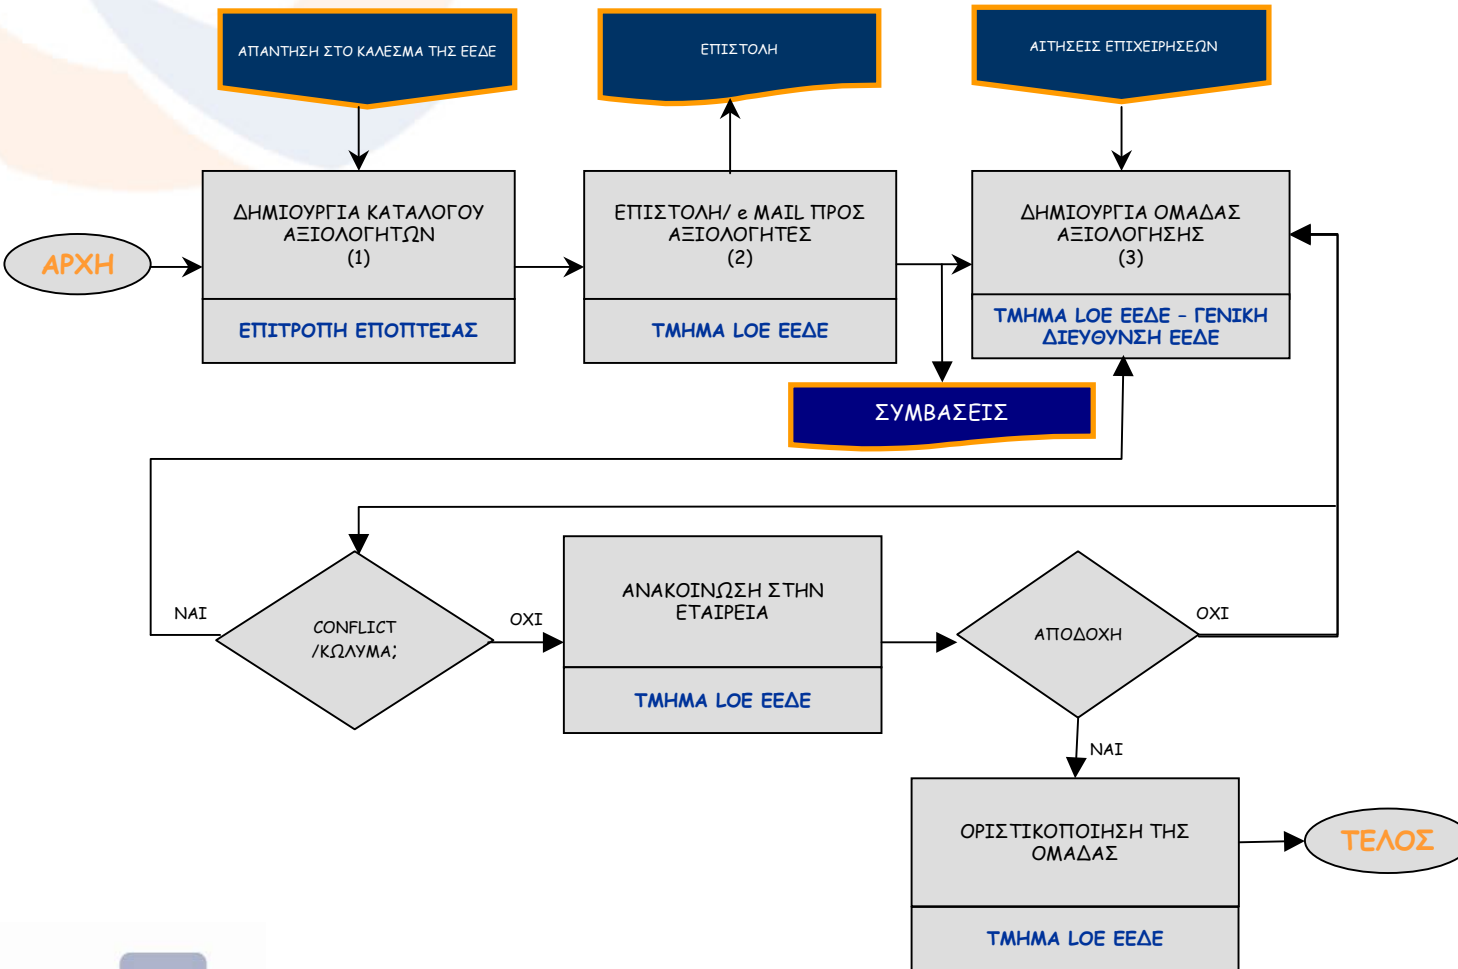 ΑΠΑΝΤΗΣΗ ΣΤΟ ΚΑΛΕΣΜΑ ΤΗΣ ΕΕΔΕ
ΕΠΙΣΤΟΛΗ
ΑΙΤΗΣΕΙΣ ΕΠΙΧΕΙΡΗΣΕΩΝ
ΑΡΧΗ
ΔΗΜΙΟΥΡΓΙΑ ΚΑΤΑΛΟΓΟΥ
ΑΞΙΟΛΟΓΗΤΩΝ
(1)
ΕΠΙΤΡΟΠΗ ΕΠΟΠΤΕΙΑΣ
ΕΠΙΣΤΟΛΗ/ e MAIL ΠΡΟΣ
ΑΞΙΟΛΟΓΗΤΕΣ
(2)
ΤΜΗΜΑ LOE ΕΕΔΕ
ΔΗΜΙΟΥΡΓΙΑ ΟΜΑΔΑΣ
ΑΞΙΟΛΟΓΗΣΗΣ
(3)
ΤΜΗΜΑ LOE ΕΕΔΕ - ΓΕΝΙΚΗ
ΔΙΕΥΘΥΝΣΗ ΕΕΔΕ
ΣΥΜΒΑΣΕΙΣ
ΝΑΙ
CONFLICT
/ΚΩΛΥΜΑ;
ΟΧΙ
ΑΝΑΚΟΙΝΩΣΗ ΣΤΗΝ
ΕΤΑΙΡΕΙΑ
ΤΜΗΜΑ LOE ΕΕΔΕ
ΑΠΟΔΟΧΗ
ΟΧΙ
ΝΑΙ
ΟΡΙΣΤΙΚΟΠΟΙΗΣΗ ΤΗΣ
ΟΜΑΔΑΣ
ΤΜΗΜΑ LOE ΕΕΔΕ
ΤΕΛΟΣ